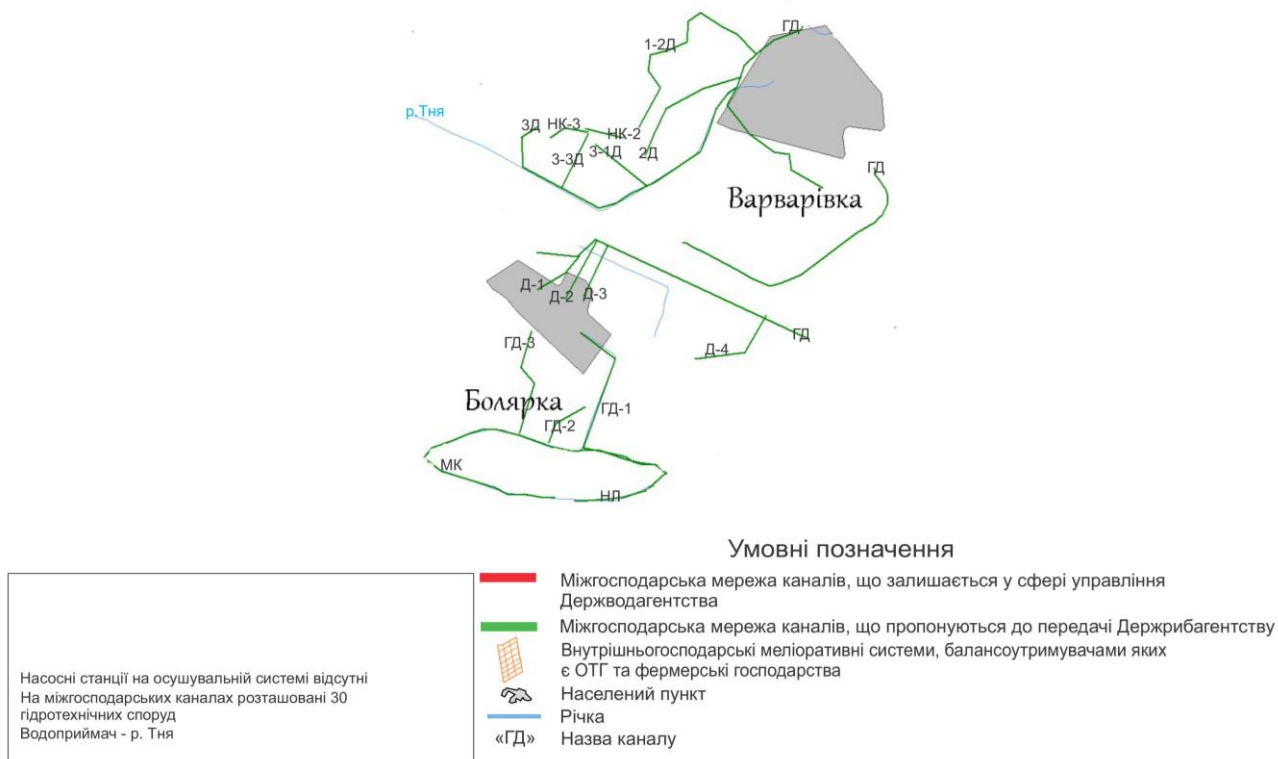 ГД
1-2Д
р.Тня
3Д
НК-3
НК-2
3-1Д
2Д
3-3Д
ГД
Варварівка
Д-1
Д-2
Д-3
ГД
Д-4
ГД-3
Болярка
ГД-1
ГД-2
МК
НЛ
Умовні позначення
Міжгосподарська мережа каналів, що залишається у сфері управління
Держводагентства
Міжгосподарська мережа каналів, що пропонуються до передачі Держрибагентству
Внутрішньогосподарські меліоративні системи, балансоутримувачами яких
є ОТГ та фермерські господарства
Населений пункт
Річка
«ГД» Назва каналу
Насосні станції на осушувальній системі відсутні
На міжгосподарських каналах розташовані 30
гідротехнічних споруд
Водоприймач - р. Тня